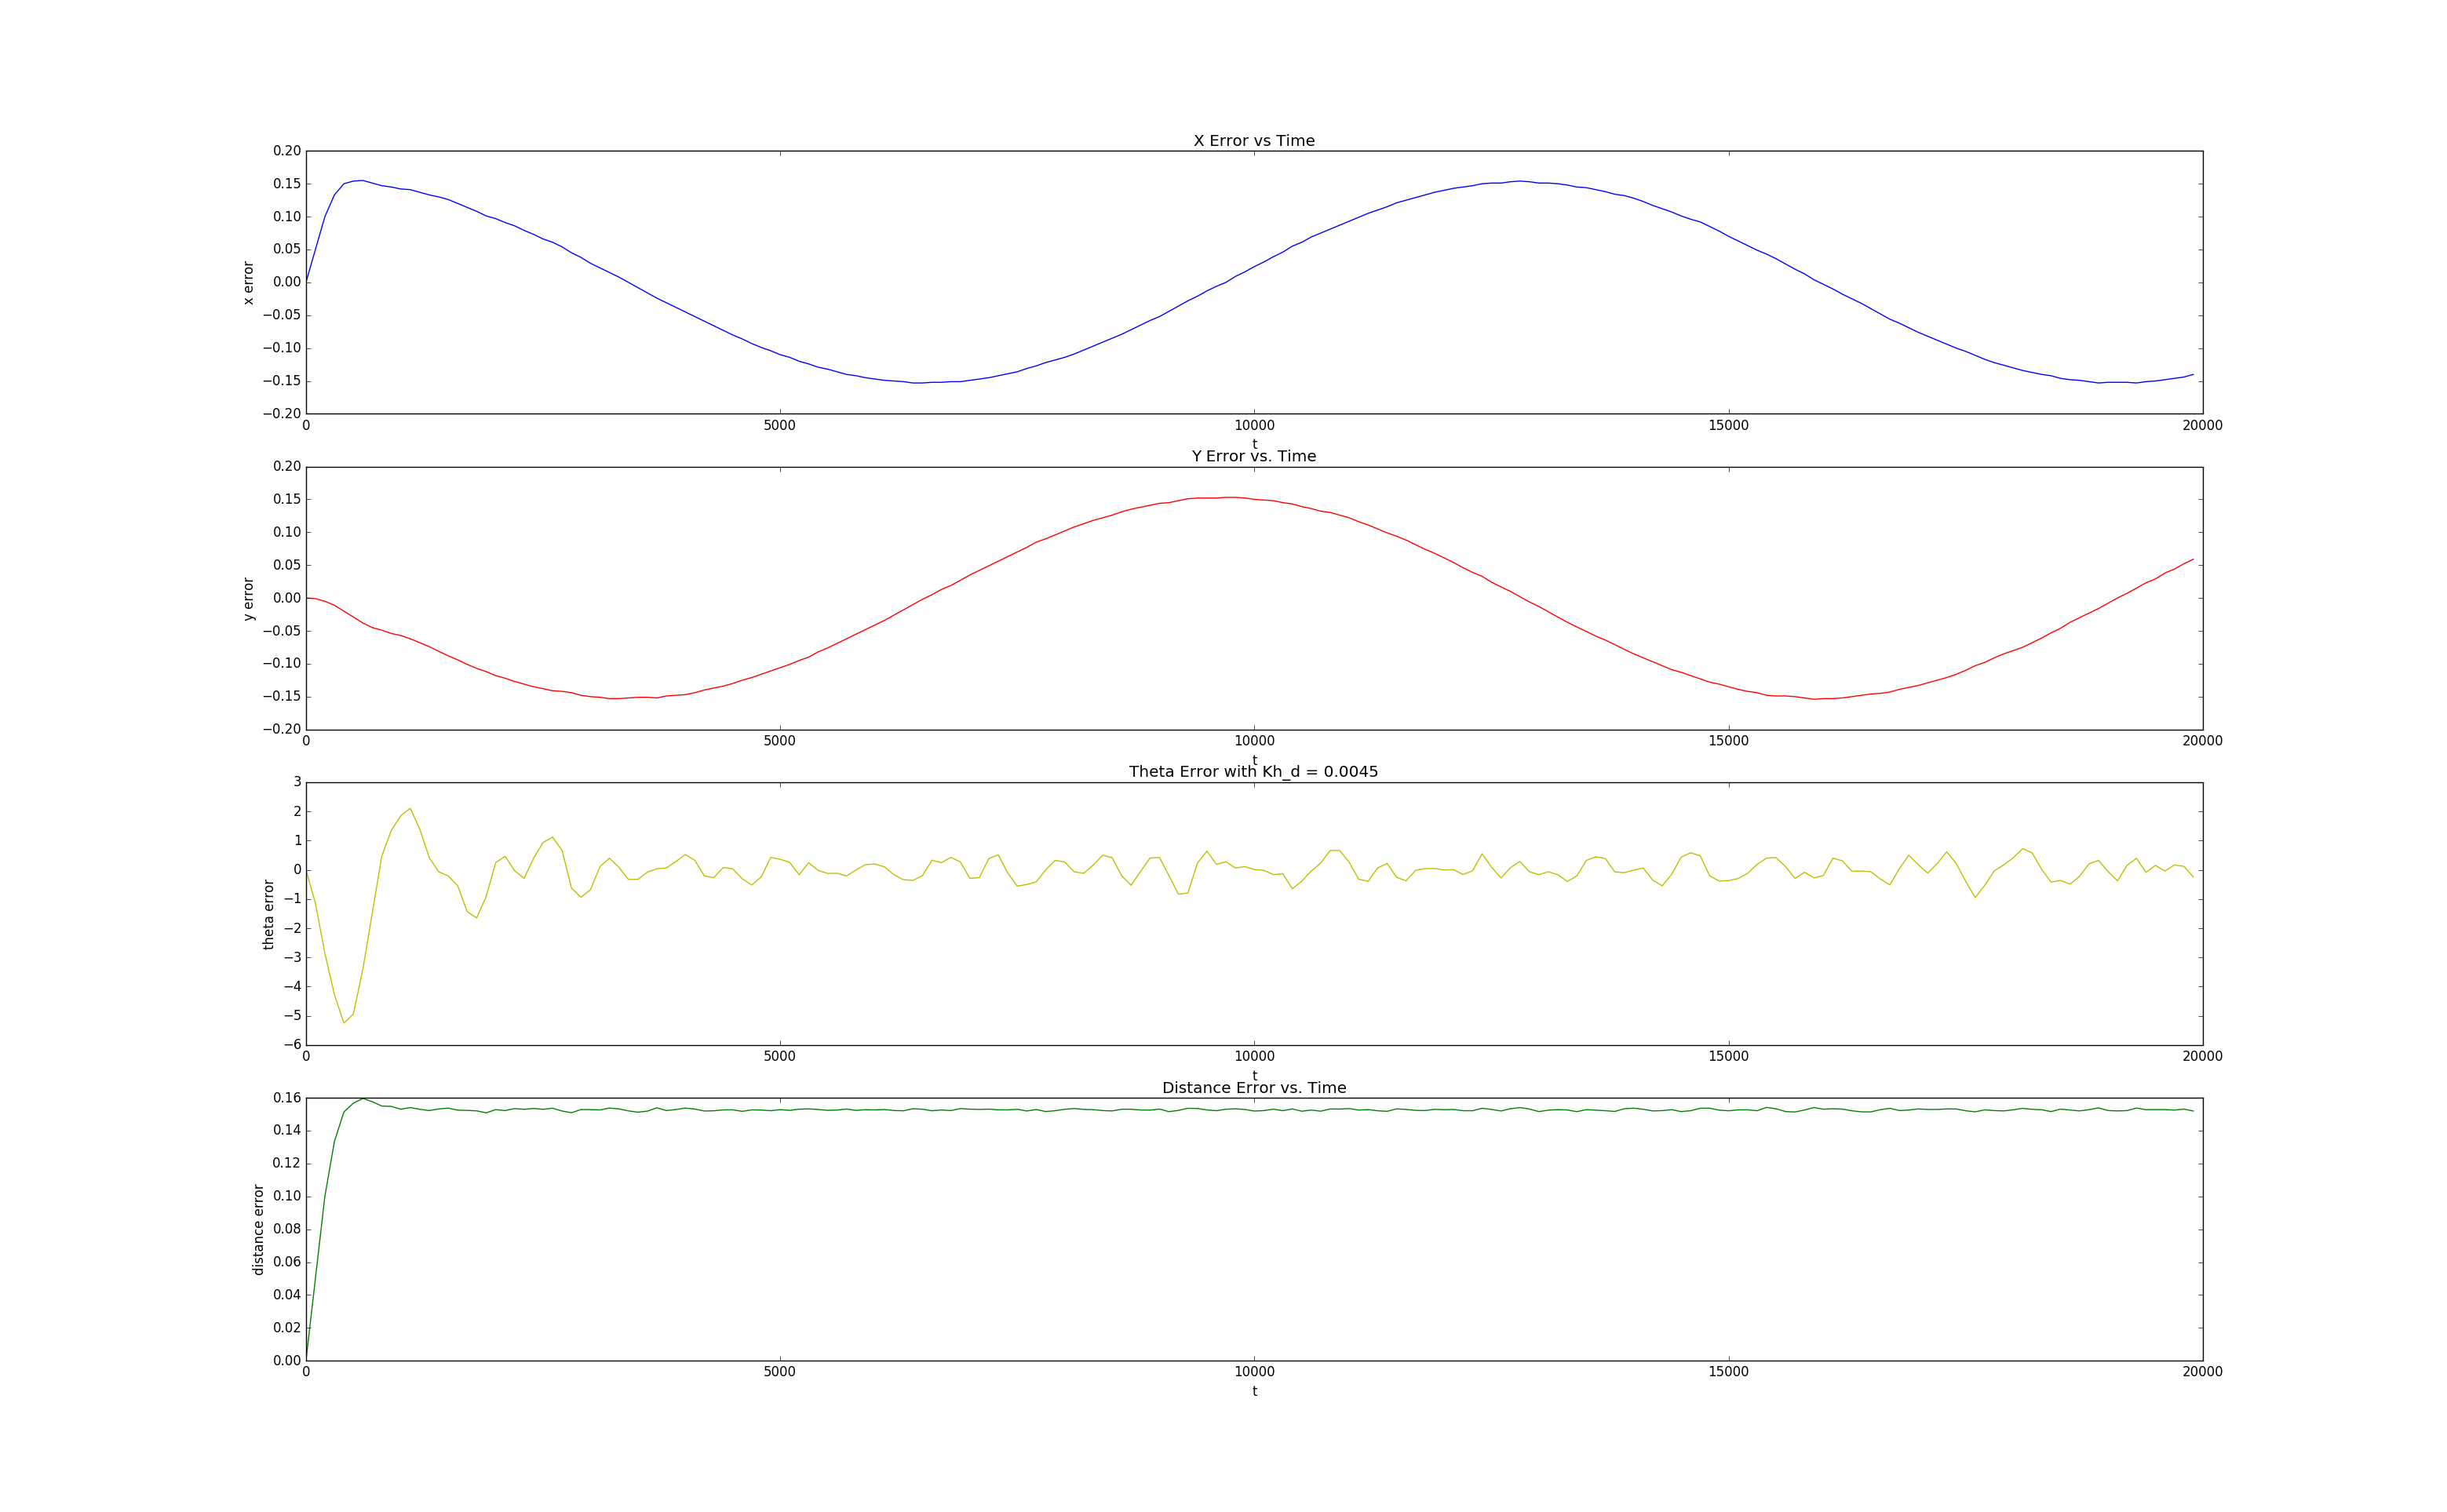 X Error vs Time
0.20
0.15
0.10
0.05
0.00
−0.05
−0.10
−0.15
−0.20
x error
0 5000 10000 15000 20000
t
Y Error vs. Time
0.20
0.15
0.10
0.05
0.00
−0.05
−0.10
−0.15
−0.20
y error
0 5000 10000 15000 20000
t
Theta Error with Kh_d = 0.0045
3
2
1
0
−1
−2
−3
−4
−5
−6
theta error
0 5000 10000 15000 20000
t
Distance Error vs. Time
0.16
0.14
0.12
0.10
0.08
0.06
0.04
0.02
0.00
distance error
0 5000 10000 15000 20000
t